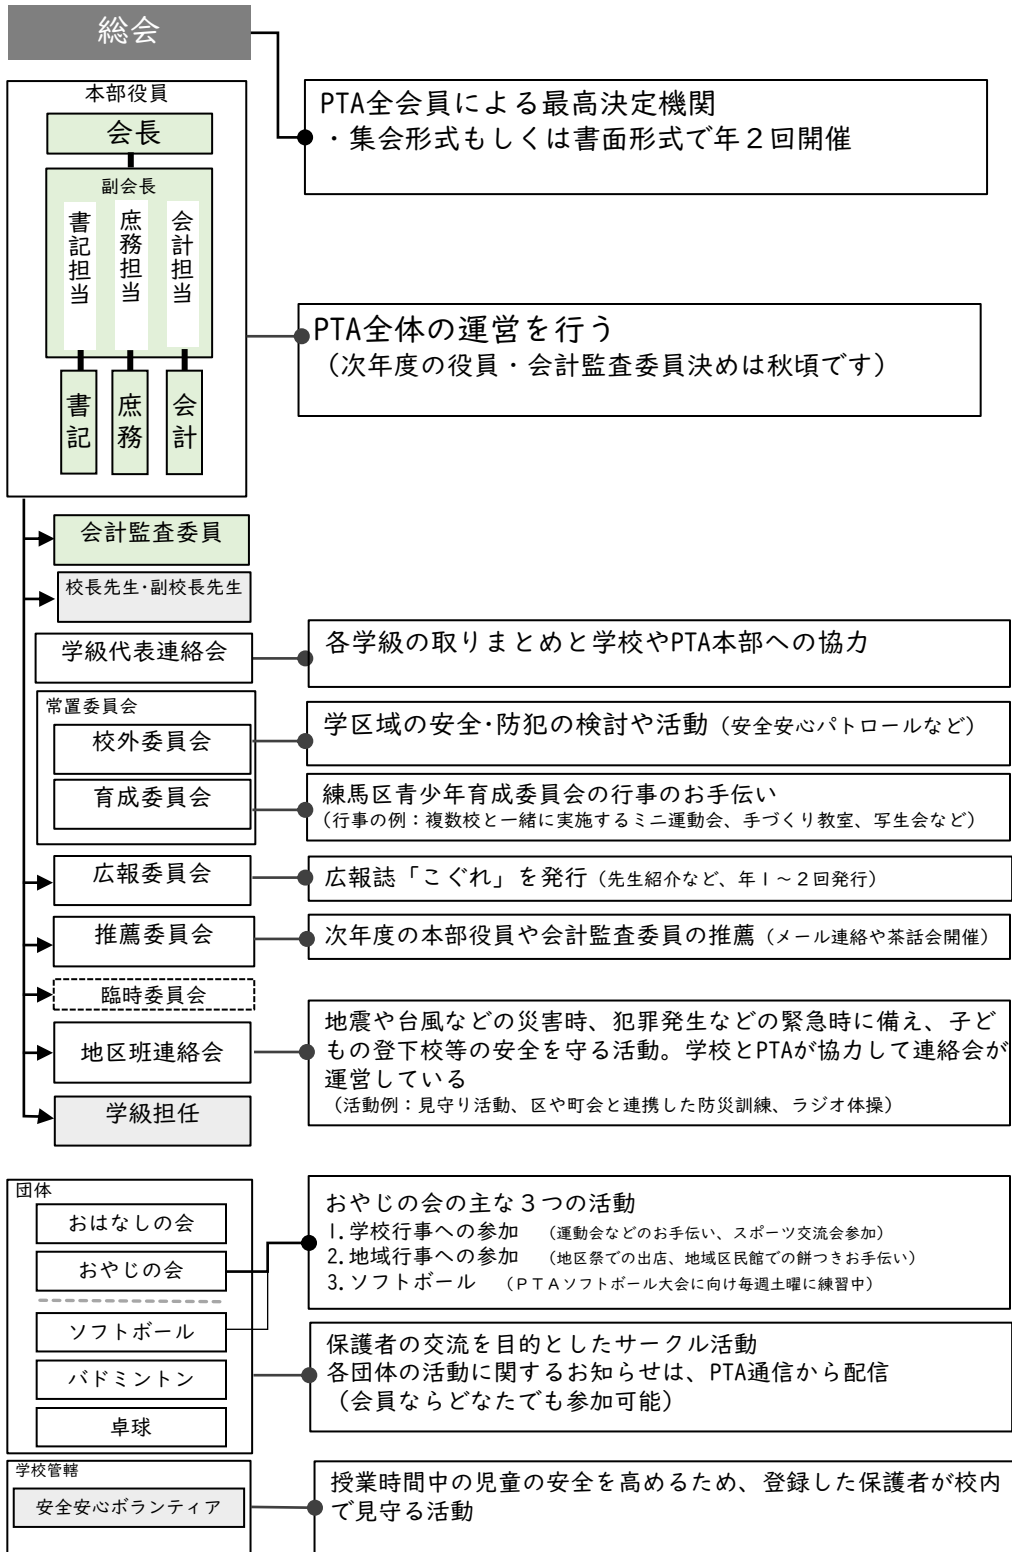 総会
PTA全会員による最高決定機関
・集会形式もしくは書面形式で年２回開催
本部役員
会長
副会長
書記担当
庶務担当
会計担当
書記
庶務
会計
PTA全体の運営を行う
（次年度の役員・会計監査委員決めは秋頃です）
会計監査委員
校長先生･副校長先生
学級代表連絡会
各学級の取りまとめと学校やPTA本部への協力
常置委員会
校外委員会
学区域の安全･防犯の検討や活動（安全安心パトロールなど）
育成委員会
練馬区青少年育成委員会の行事のお手伝い
（行事の例：複数校と一緒に実施するミニ運動会、手づくり教室、写生会など）
広報委員会
広報誌「こぐれ」を発行（先生紹介など、年１～２回発行）
推薦委員会
次年度の本部役員や会計監査委員の推薦（メール連絡や茶話会開催）
臨時委員会
地区班連絡会
地震や台風などの災害時、犯罪発生などの緊急時に備え、子ど
もの登下校等の安全を守る活動。学校とPTAが協力して連絡会が
運営している
（活動例：見守り活動、区や町会と連携した防災訓練、ラジオ体操）
学級担任
団体
おはなしの会
おやじの会
ソフトボール
バドミントン
卓球
おやじの会の主な３つの活動
1.学校行事への参加　（運動会などのお手伝い、スポーツ交流会参加）
2.地域行事への参加　（地区祭での出店、地域区民館での餅つきお手伝い）
3.ソフトボール　（ＰＴＡソフトボール大会に向け毎週土曜に練習中）
保護者の交流を目的としたサークル活動
各団体の活動に関するお知らせは、PTA通信から配信
（会員ならどなたでも参加可能）
学校管轄
安全安心ボランティア
授業時間中の児童の安全を高めるため、登録した保護者が校内
で見守る活動